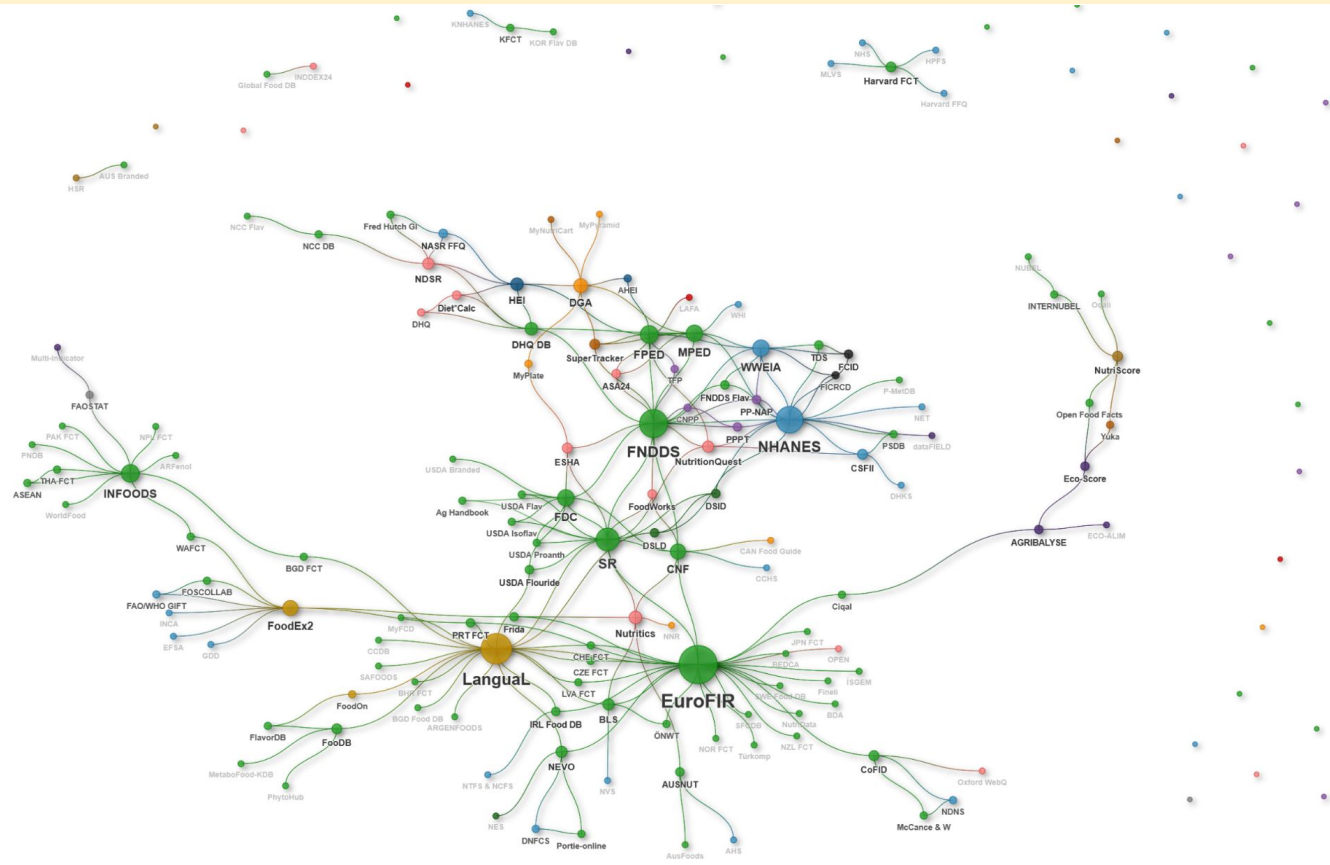 KNHANES
KFCT
KOR Flav DB
NHS
HPFS
MLVS
Harvard FCT
Harvard FFQ
Global Food DB
INDDEX24
HSR
AUS Branded
NCC Flav
NCC DB
Fred Hutch GI
NASR FFQ
NDSR
MyNutriCart
MyPyramid
HEI
DGA
AHEI
Diet*Calc
DHQ
DHQ DB
LAFA
WHI
SuperTracker
FPED
MPED
MyPlate
ASA24
TFP
WWEIA
TDS
FCID
FICRCD
FNDDS Flav
PP-NAP
P-MetDB
CNPP
PPPT
NET
FNDDS
NHANES
PSDB
dataFIELD
NutritionQuest
CSFII
DHKS
ESHA
NUBEL
INTERNUBEL
NutriScore
Open Food Facts
Yuka
Eco-Score
AGRIBALYSE
ECO-ALIM
Multi-indicator
FAOSTAT
PAK FCT
NPL FCT
PNDB
ARFenol
THA FCT
ASEAN
INFOODS
WorldFood
WAFCT
BGD FCT
USDA Branded
USDA Flav
FDC
Ag Handbook
USDA Isoflav
USDA Proanth
USDA Flouride
FoodWorks
DSID
DSLD
SR
CNF
CAN Food Guide
CCHS
Ciqal
FOSCOLLAB
FAO/WHO GIFT
INCA
EFSA
GDD
FoodEx2
MyFCD
PRT FCT
Frida
Nutritics
NNR
CCDB
SAFOODS
LanguaL
CHE FCT
CZE FCT
LVA FCT
EuroFIR
JPN FCT
BEDCA
OPEN
ISGEM
Fineli
SWE Food DB
BDA
BHR FCT
FoodOn
BGD Food DB
ARGENFOODS
IRL Food DB
BLS
ÖNWT
SFCDB
NutriData
NOR FCT
Turkomp
NZL FCT
FlavorDB
FooDB
MetaboFood-KDB
PhytoHub
NEVO
NTFS & NCFS
NVS
AUSNUT
NES
DNFCS
Portie-online
AusFoods
AHS
CoFID
Oxford WebQ
NDNS
McCance & W